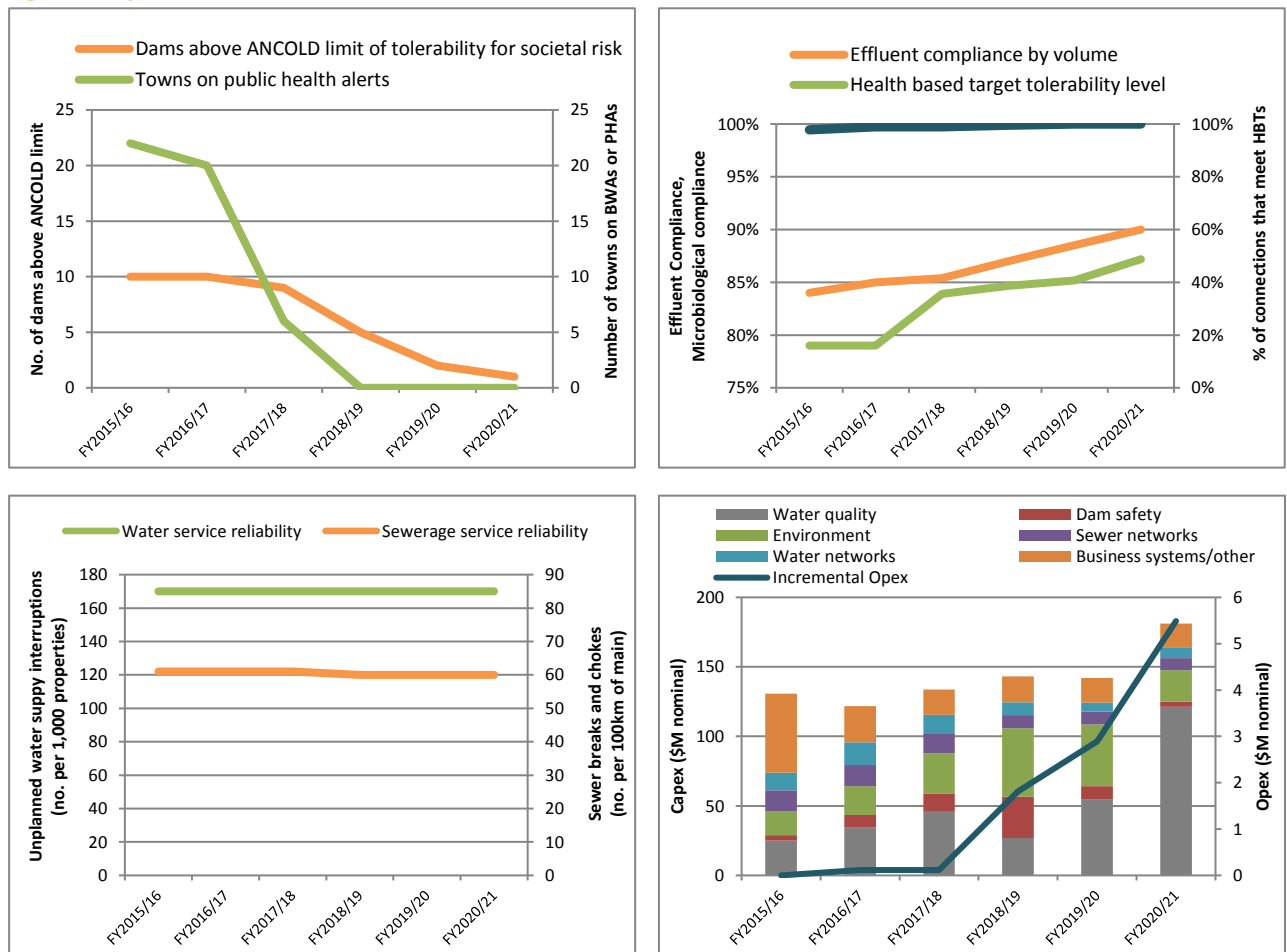 Dams above ANCOLD limit of tolerability for societal risk
Towns on public health alerts
No. of dams above ANCOLD limit
25
20
15
10
5
0
25
20
15
10
5
0
Number of towns on BWAs or PHAs
FY2015/16
FY2016/17
FY2017/18
FY2018/19
FY2019/20
FY2020/21
Effluent compliance by volume
Health based target tolerability level
Effluent Compliance,
Microbiological compliance
100%
95%
90%
85%
80%
75%
100%
80%
60%
40%
20%
0%
% of connections that meet HBTs
FY2015/16
FY2016/17
FY2017/18
FY2018/19
FY2019/20
FY2020/21
Water service reliability
Sewerage service reliability
Unplanned water suppy interruptions
(no. per 1,000 properties)
180
160
140
120
100
80
60
40
20
0
90
80
70
60
50
40
30
20
10
0
Sewer breaks and chokes
(no. per 100km of main)
FY2015/16
FY2016/17
FY2017/18
FY2018/19
FY2019/20
FY2020/21
Water quality
Dam safety
Environment
Sewer networks
Water networks
Business systems/other
Incremental Opex
Capex ($M nominal)
200
150
100
50
0
6
5
4
3
2
1
0
Opex ($M nominal)
FY2015/16
FY2016/17
FY2017/18
FY2018/19
FY2019/20
FY2020/21